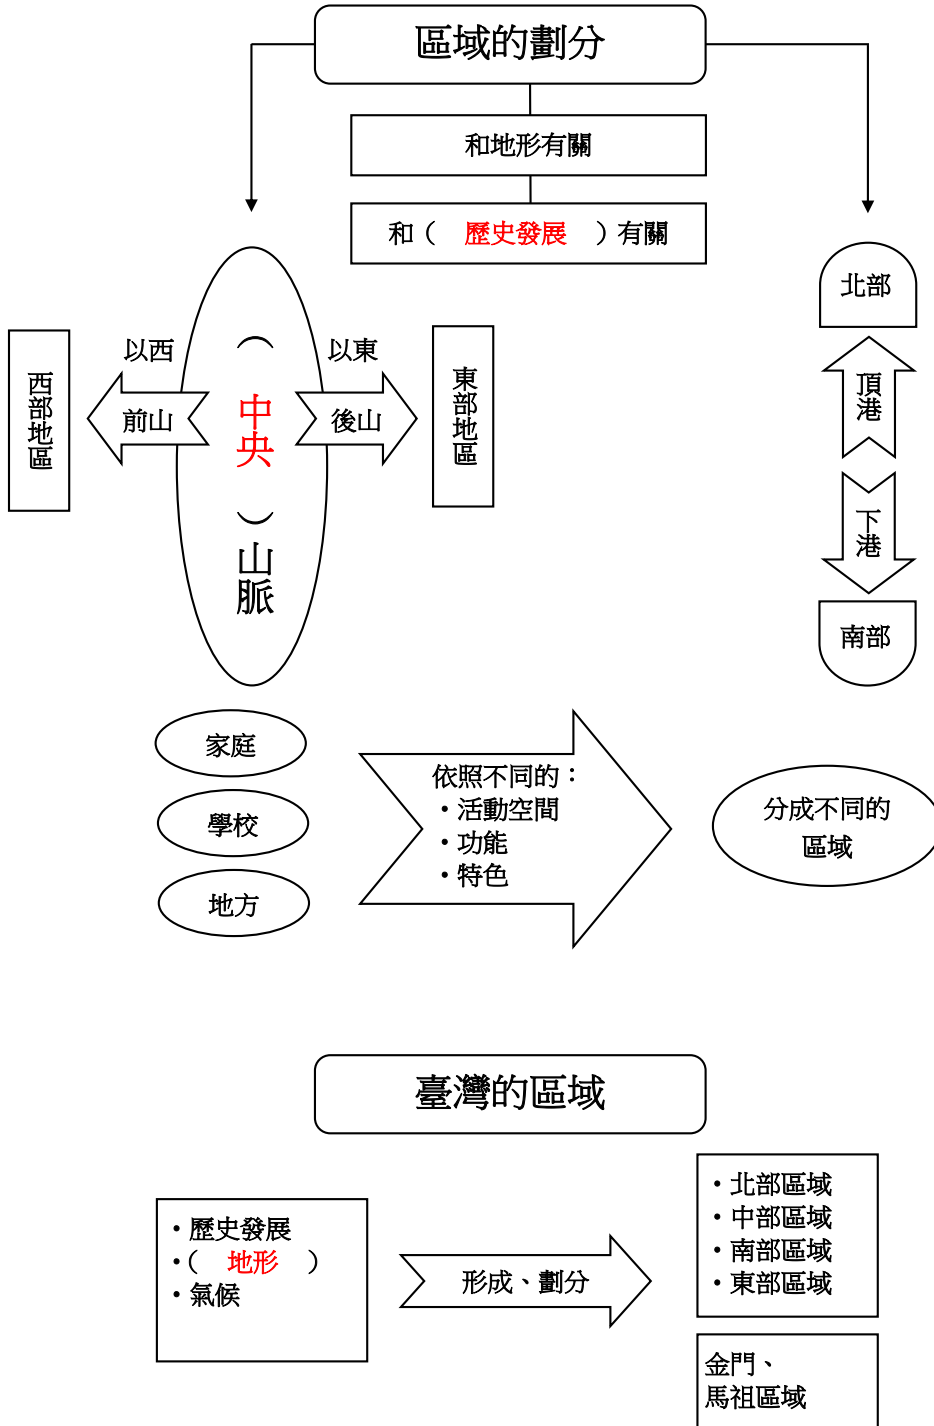 區域的劃分
和地形有關
和（　歷史發展　）有關
北部
以西
以東
西部地區
前山
（中央）山脈
後山
東部地區
頂港
下港
南部
家庭
學校
地方
依照不同的：
・活動空間
・功能
・特色
分成不同的
區域
臺灣的區域
・歷史發展
・（　地形　）
・氣候
形成、劃分
・北部區域
・中部區域
・南部區域
・東部區域
金門、
馬祖區域